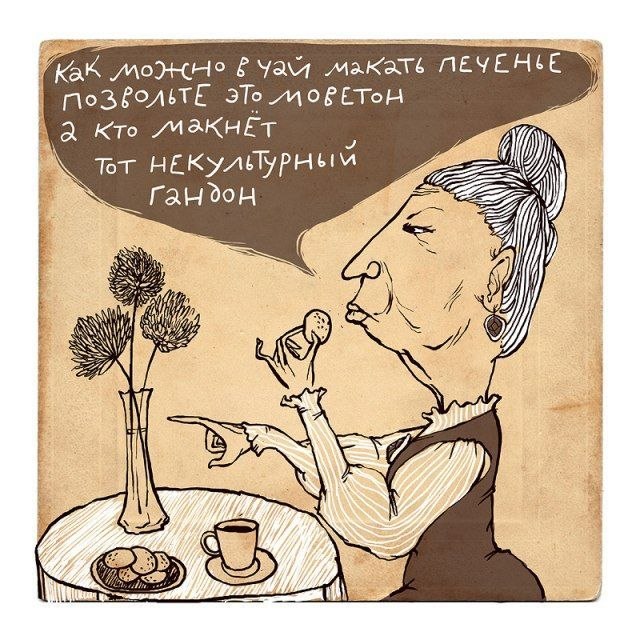 как можно в чай макать печенье
позвольте это моветон
а кто макнёт
тот некультурный
гандон